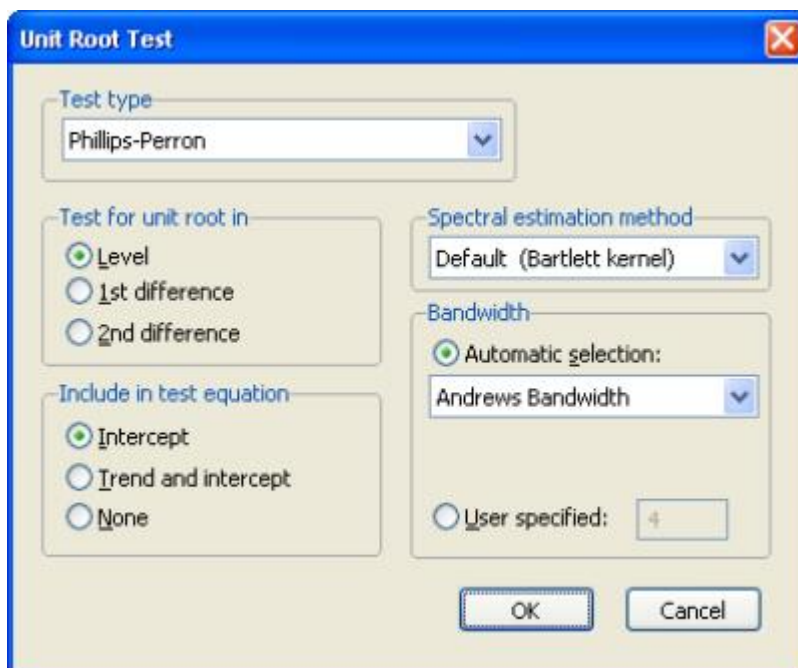 Unit Root Test
Test type
Phillips-Perron
Test for unit root in
Level
1st difference
2nd difference
Include in test equation
Intercept
Trend and intercept
None
Spectral estimation method
Default (Bartlett kernel)
Bandwidth
Automatic selection:
Andrews Bandwidth
User specified: 4
OK Cancel